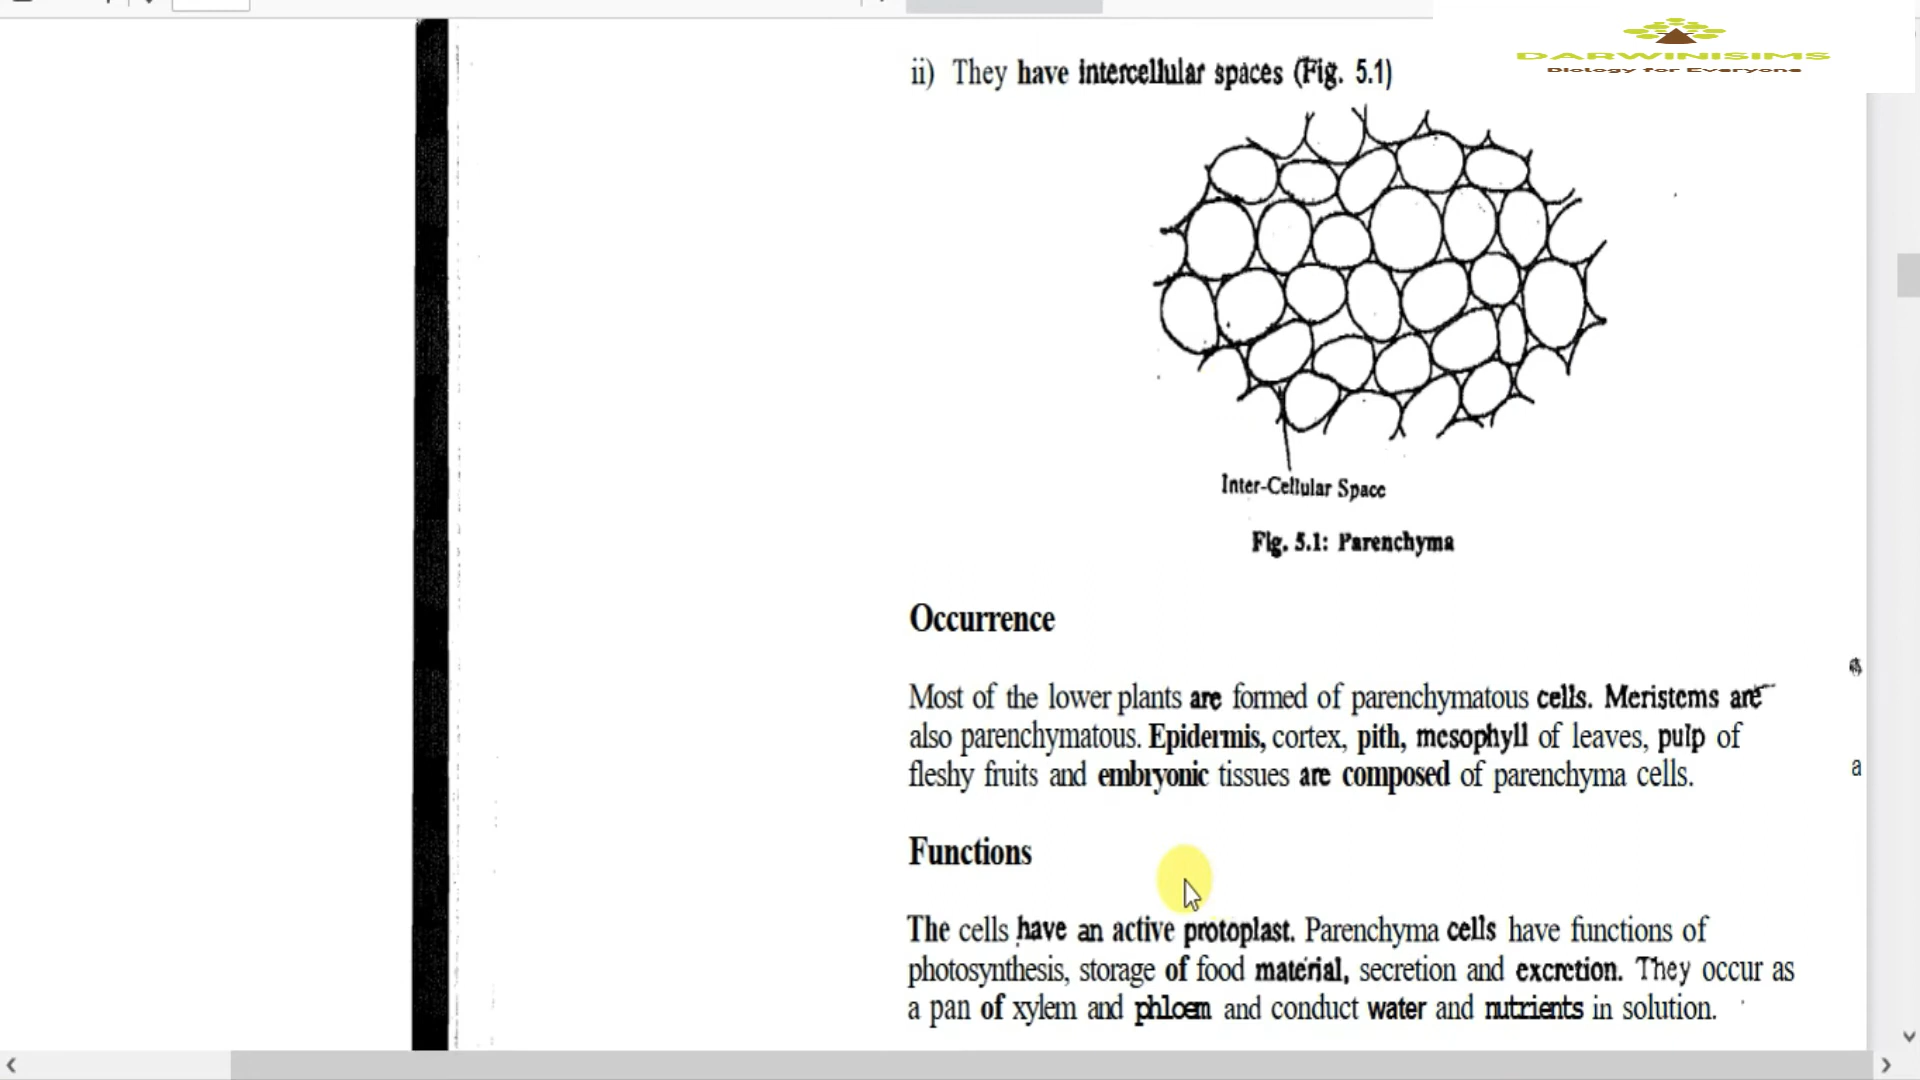 DARWINISIMS
Biology for Everyone
ii) They have intercellular spaces (Fig. 5.1)
Inter-Cellular Space
Fig. 5.1: Parenchyma
Occurrence
Most of the lower plants are formed of parenchymatous cells. Meristems are
also parenchymatous. Epidermis, cortex, pith, mesophyll of leaves, pulp of
fleshy fruits and embryonic tissues are composed of parenchyma cells.
a
Functions
The cells have an active protoplast. Parenchyma cells have functions of
photosynthesis, storage of food material, secretion and excretion. They occur as
a pan of xylem and phloem and conduct water and nutrients in solution.